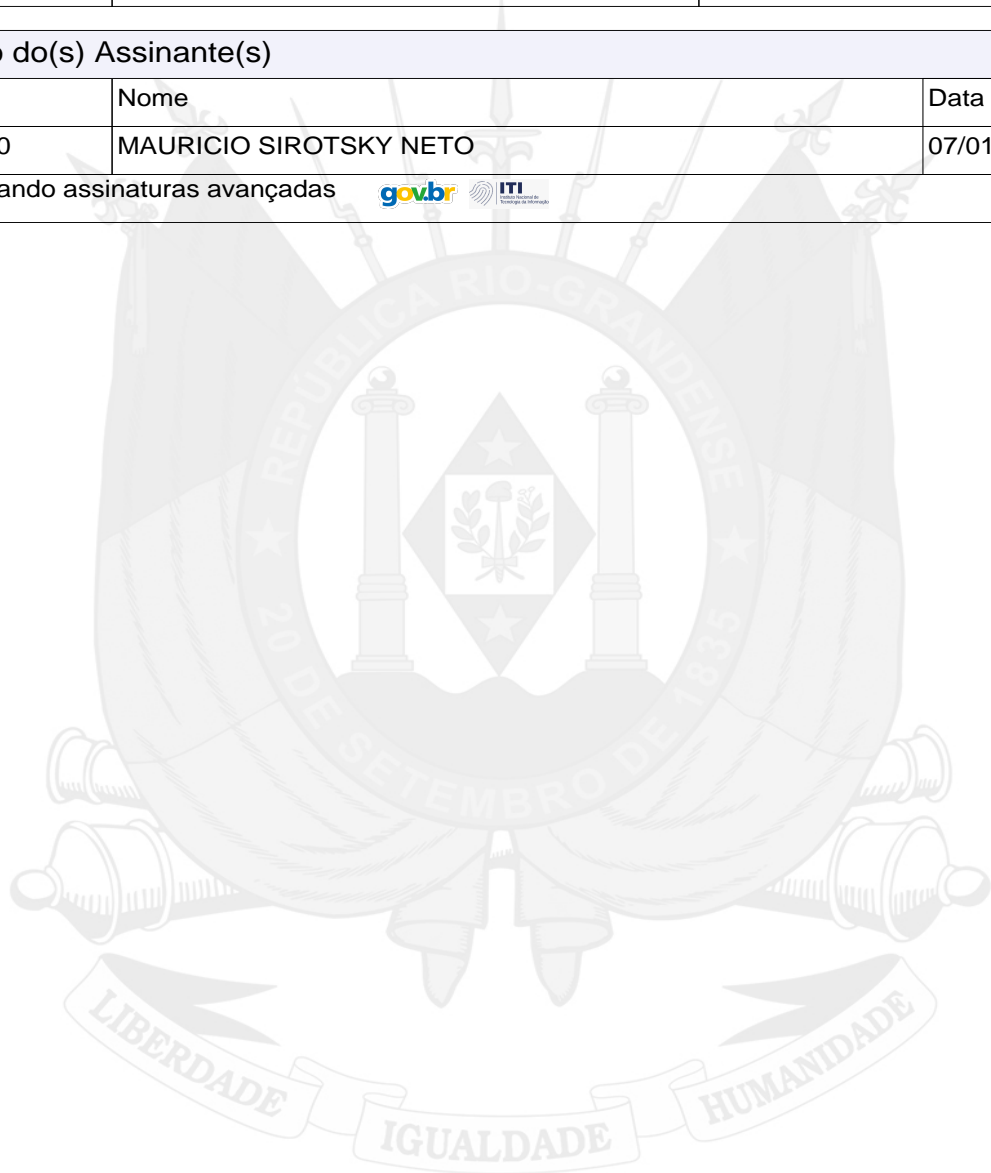 o do(s) Assinante(s)
Nome Data
0 MAURICIO SIROTSKY NETO 07/01
ando assinaturas avançadas gov.br ITI
REPÚBLICA RIO-GRANDENSE
20 DE SETEMBRO DE 1835
LIBERDADE IGUALDADE HUMANIDADE